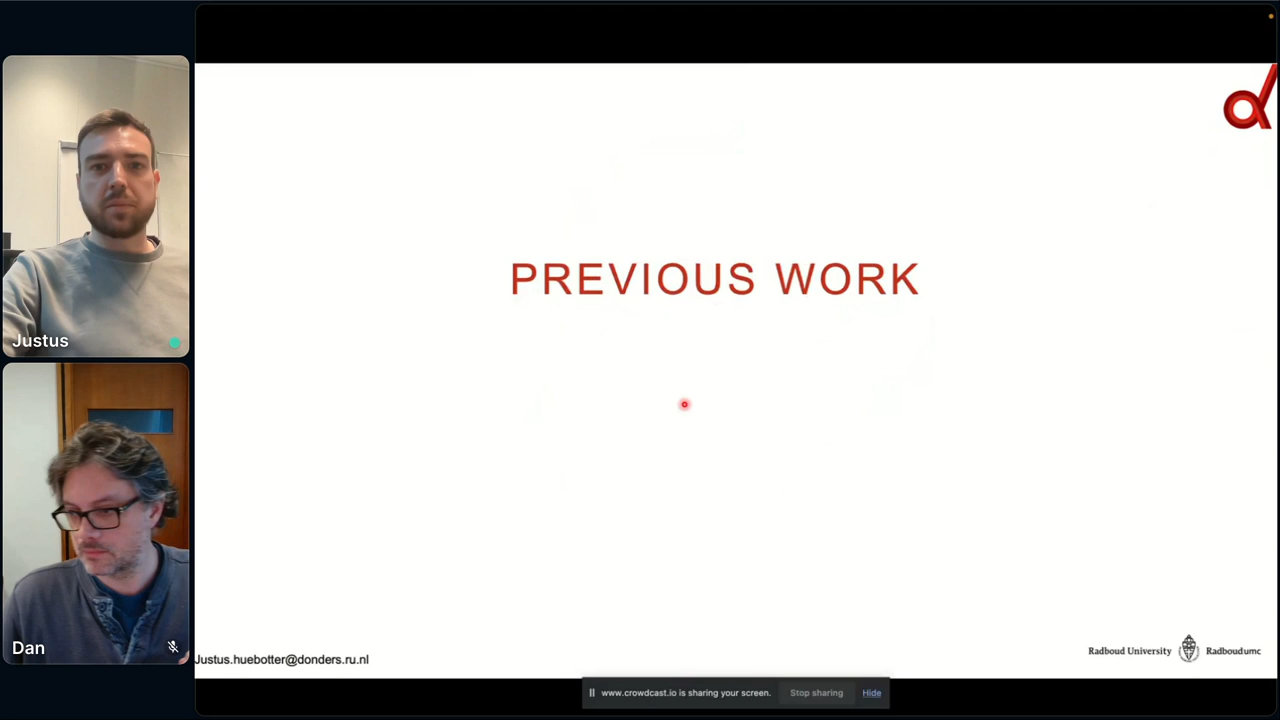 Justus
Dan
PREVIOUS WORK
Justus.huebotter@donders.ru.nl
Radboud University
Radboudumc
www.crowdcast.io is sharing your screen.
Stop sharing
Hide